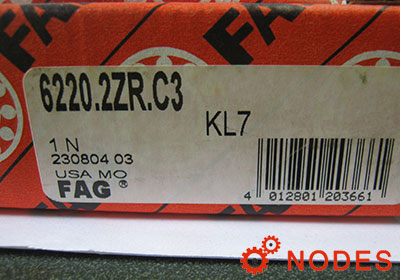 FAG
6220.2ZR.C3
KL7
1 N
230804 03
USA MO
FAG ®
4 012801 203661
NODES